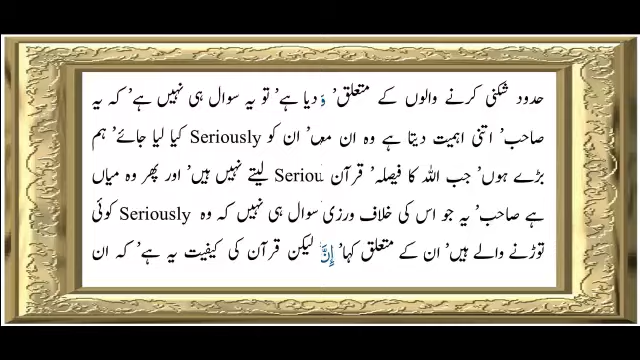 حدود شکنی کرنے والوں کے متعلق’ وَ دیا ہے’ تو یہ سوال ہی نہیں ہے’ کہ یہ
صاحب’ اتنی اہمیت دیتا ہے وہ ان میں’ ان کو Seriously کیا لیا جائے’ ہم
بڑے ہوں’ جب اللہ کا فیصلہ’ قرآن Seriou لیتے نہیں ہیں’ اور پھر وہ میاں
ہے صاحب’ یہ جو اس کی خلاف ورزی سوال ہی نہیں کہ وہ Seriously کوئی
توڑنے والے ہیں’ ان کے متعلق کہا’ إِنَّ لیکن قرآن کی کیفیت یہ ہے’ کہ ان